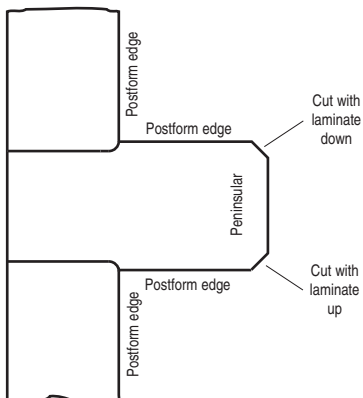 Postform edge
Postform edge
Cut with
laminate
down
Peninsular
Postform edge
Cut with
laminate
up
Postform edge